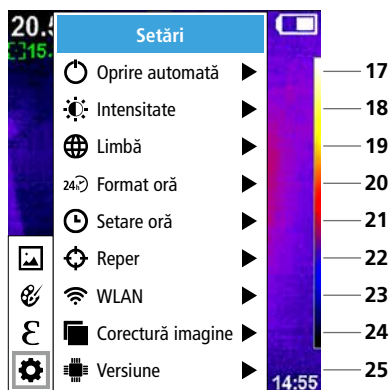 20.
Setări
15.
Oprire automată 17
Intensitate 18
Limbă 19
24h Format oră 20
Setare oră 21
Reper 22
WLAN 23
ε Corectură imagine 24
Versiune 25
14:55